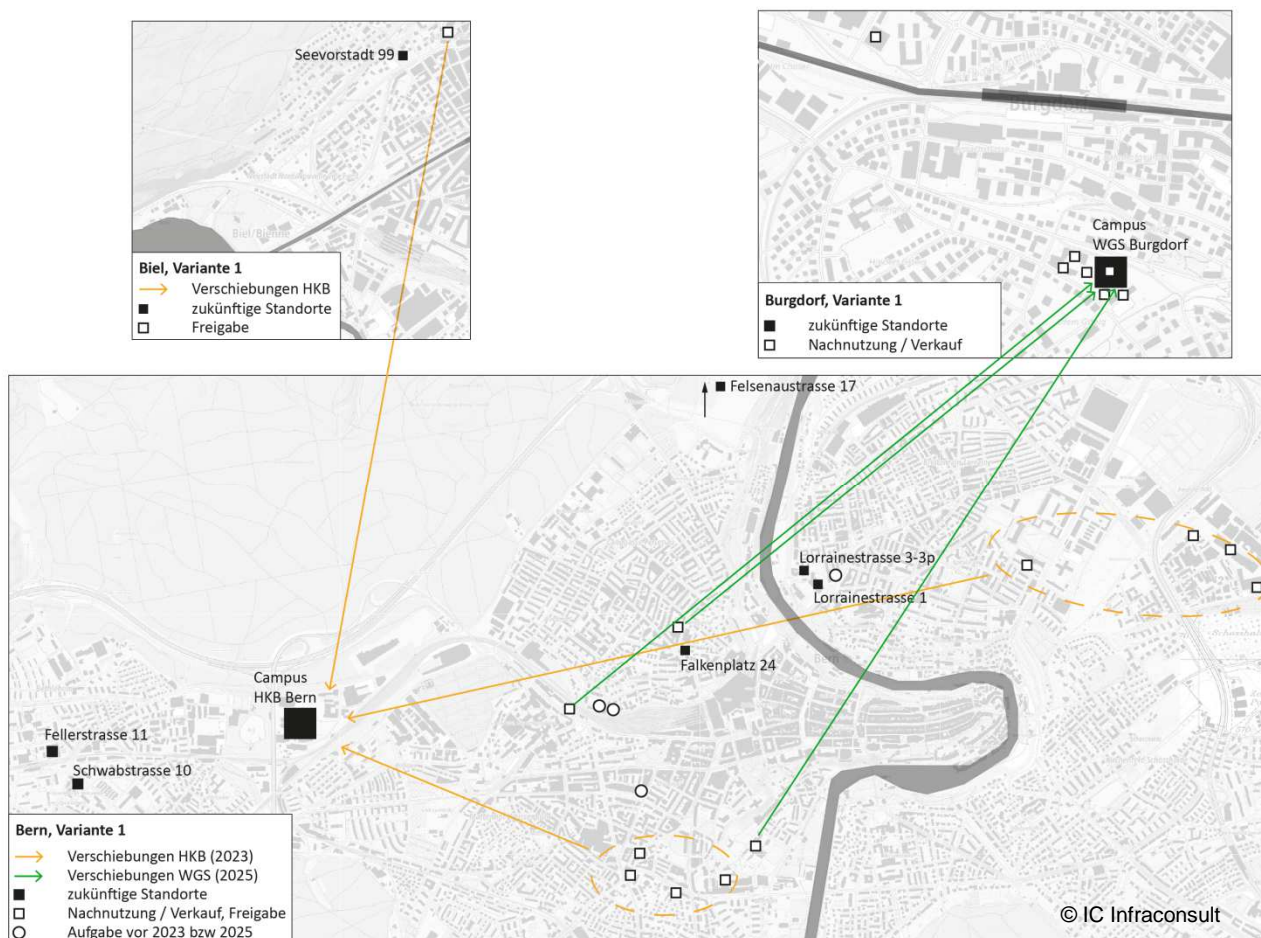 Seevorstadt 99
Biel/Bienne
Biel, Variante 1
Verschiebungen HKB
zukünftige Standorte
Freigabe
Burgdorf
Campus
WGS Burgdorf
Burgdorf, Variante 1
zukünftige Standorte
Nachnutzung / Verkauf
Felsenaustrasse 17
Lorrainestrasse 3-3p
Lorrainestrasse 1
Falkenplatz 24
Bern
Campus
HKB Bern
Fellerstrasse 11
Schwabstrasse 10
Bern, Variante 1
Verschiebungen HKB (2023)
Verschiebungen WGS (2025)
zukünftige Standorte
Nachnutzung / Verkauf, Freigabe
Aufgabe vor 2023 bzw 2025
© IC Infraconsult